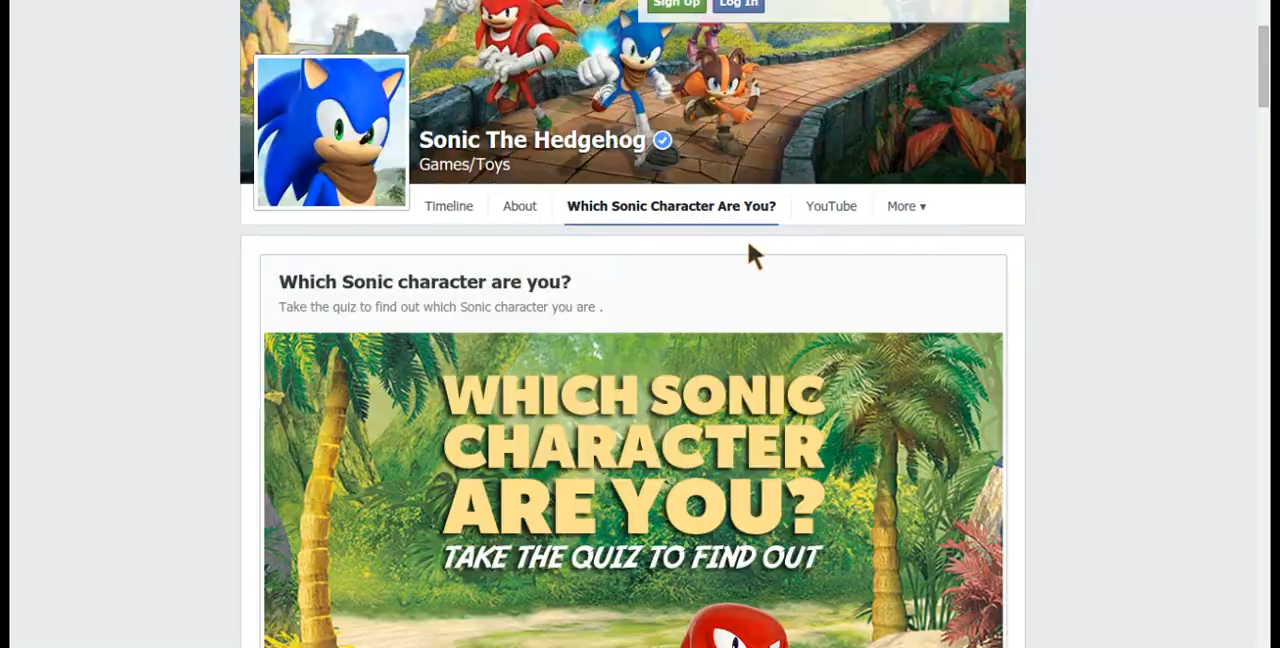 Sign Up Log In
Sonic The Hedgehog
Games/Toys
Timeline About Which Sonic Character Are You? YouTube More ▾
Which Sonic character are you?
Take the quiz to find out which Sonic character you are .
WHICH SONIC
CHARACTER
ARE YOU?
TAKE THE QUIZ TO FIND OUT